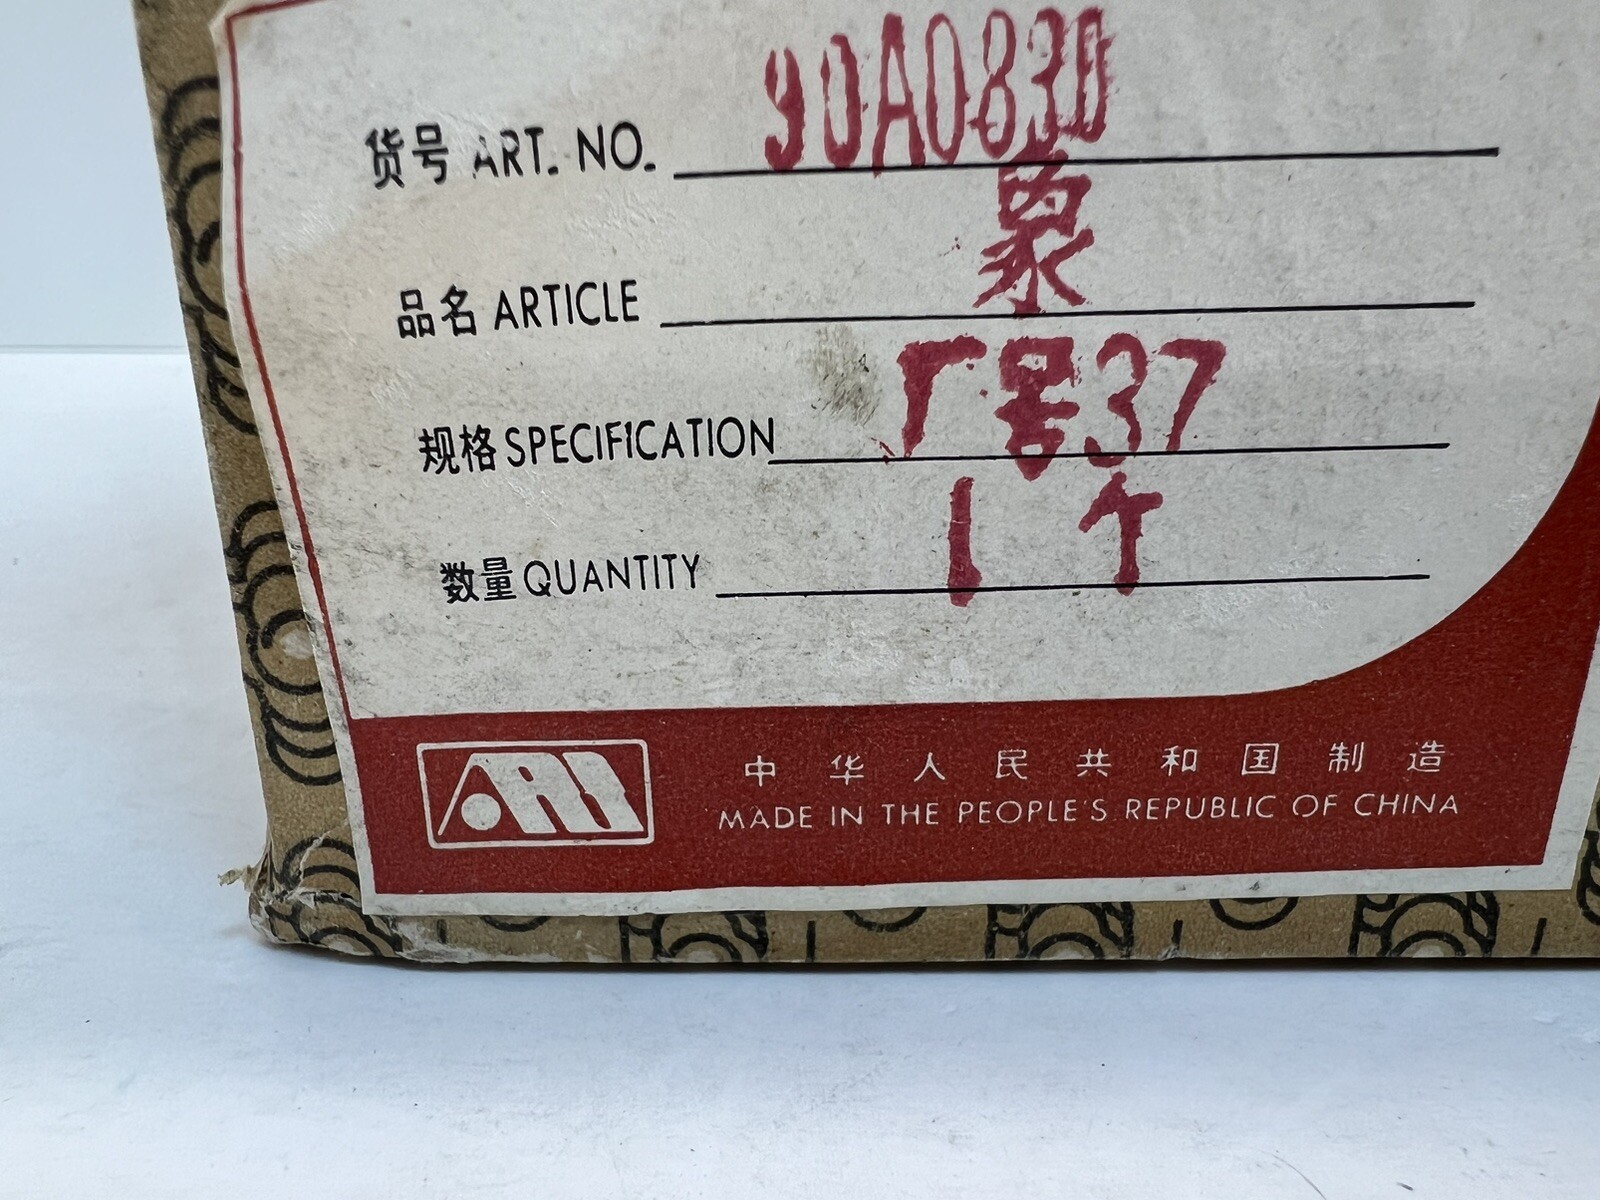 货号 ART. NO. 90A0830
品名 ARTICLE 象
规格 SPECIFICATION 厂号37
数量 QUANTITY 1个
中华人民共和国制造
MADE IN THE PEOPLE'S REPUBLIC OF CHINA